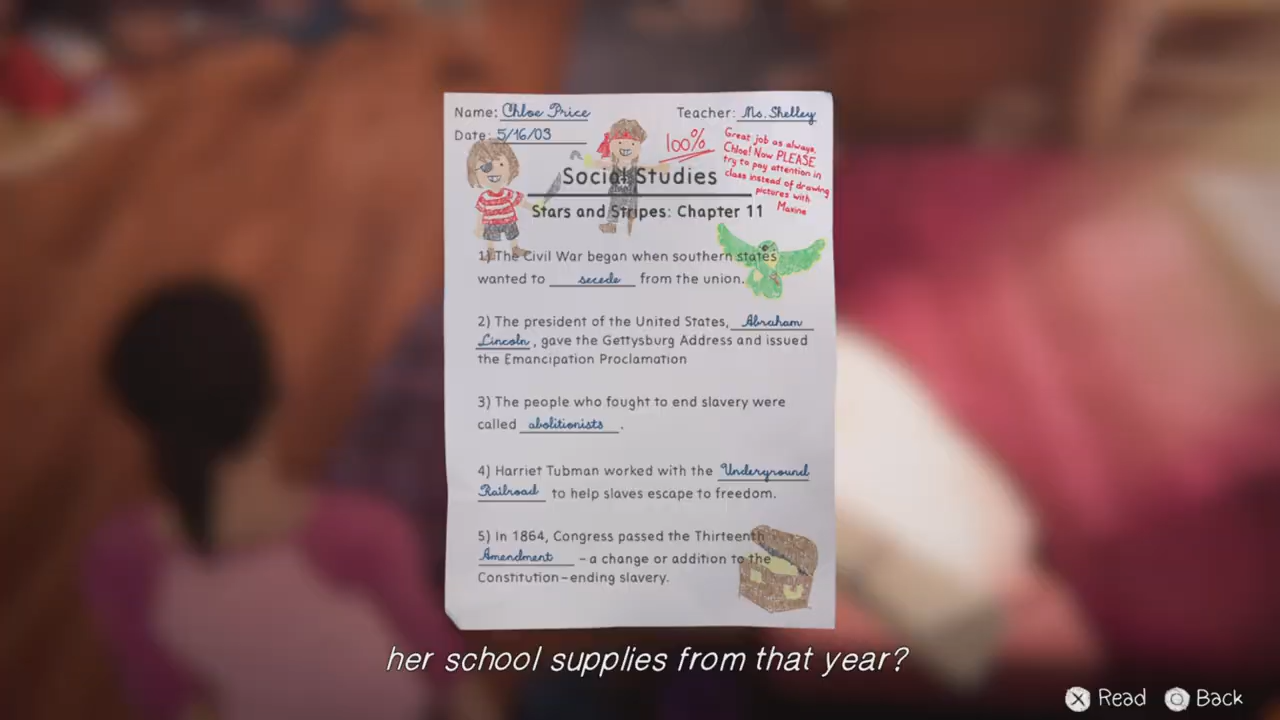 Name: Chloe Price
Teacher: Ms. Shelley
Date: 5/16/03
100%
Great job as always,
Chloe! Now PLEASE
try to pay attention in
class instead of drawing
pictures with
Maxine
Social Studies
Stars and Stripes: Chapter 11
1) The Civil War began when southern states
wanted to secede from the union.
2) The president of the United States, Abraham
Lincoln, gave the Gettysburg Address and issued
the Emancipation Proclamation
3) The people who fought to end slavery were
called abolitionists.
4) Harriet Tubman worked with the Underground
Railroad to help slaves escape to freedom.
5) In 1864, Congress passed the Thirteenth
Amendment – a change or addition to the
Constitution – ending slavery.
her school supplies from that year?
Read Back